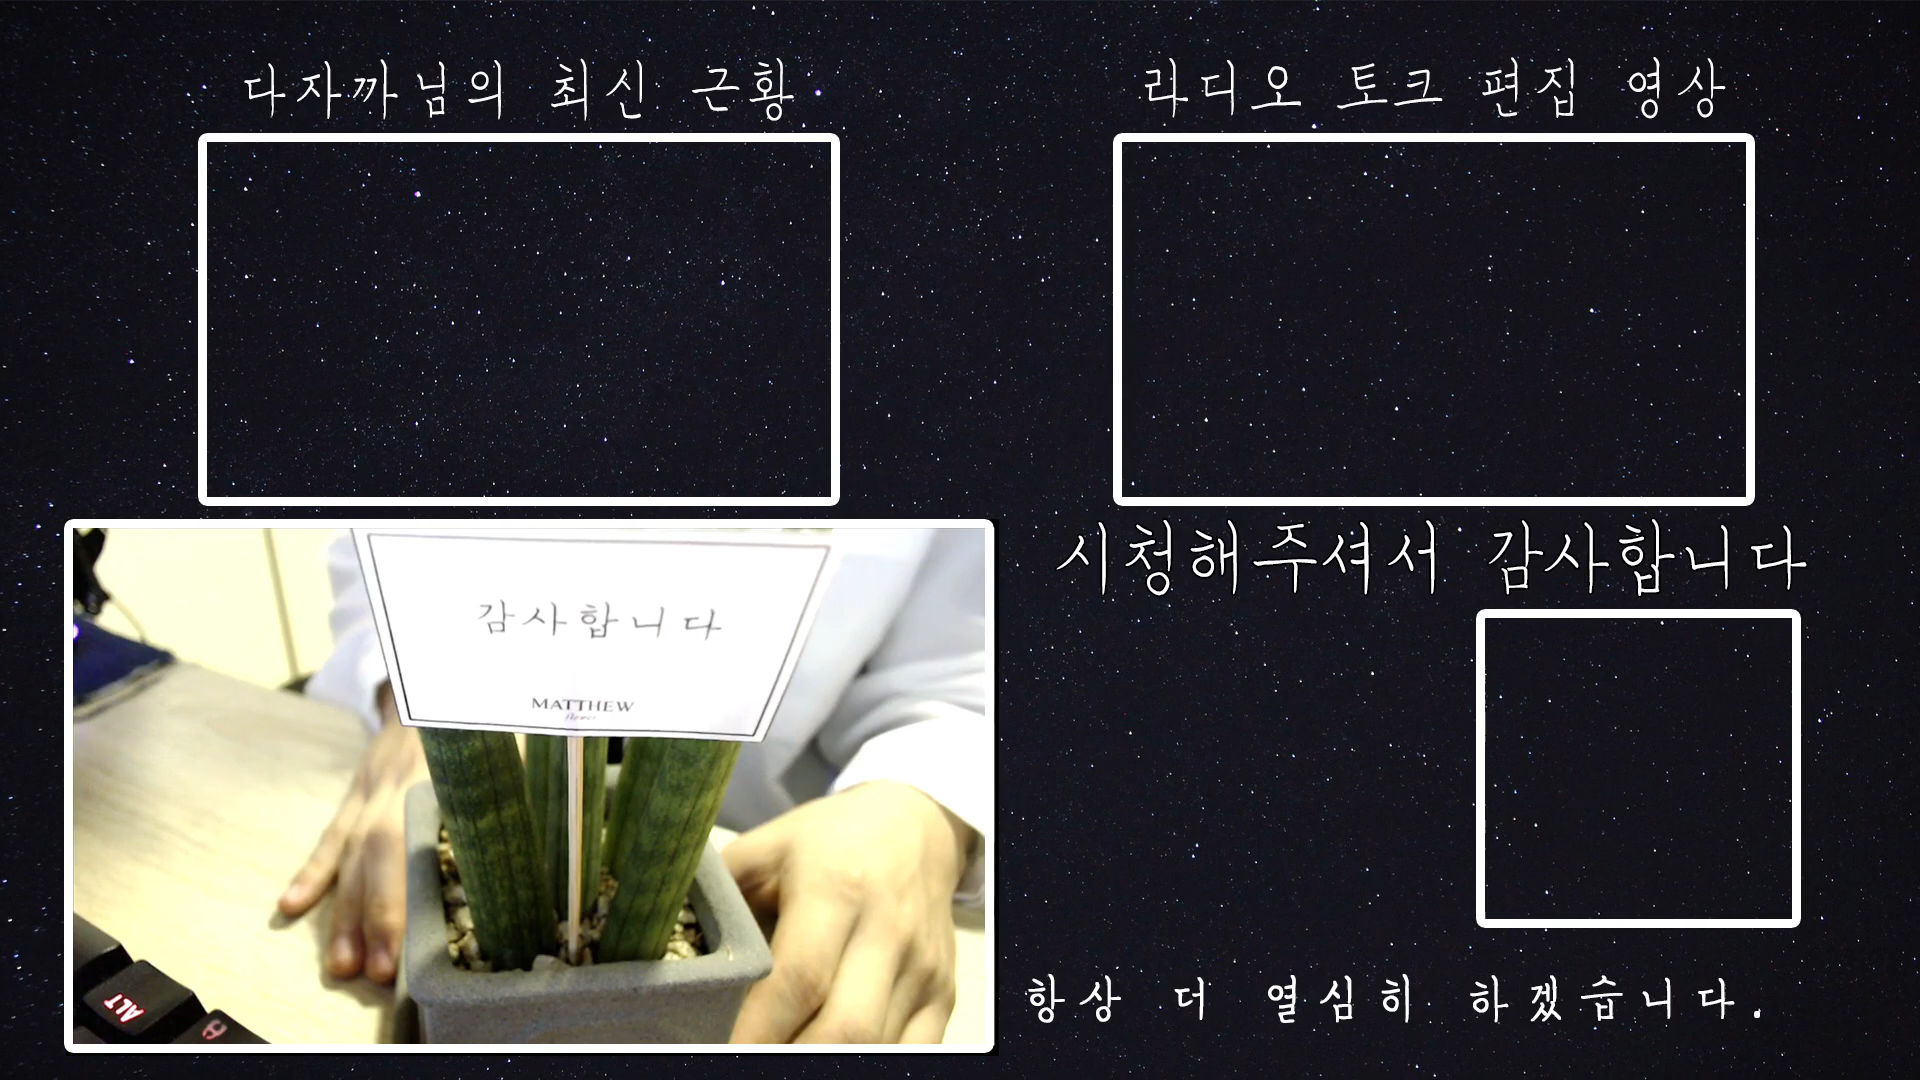 다자까님의 최신 근황
라디오 토크 편집 영상
시청해주셔서 감사합니다
감사합니다
MATTHEW
flower
ALT
항상 더 열심히 하겠습니다.